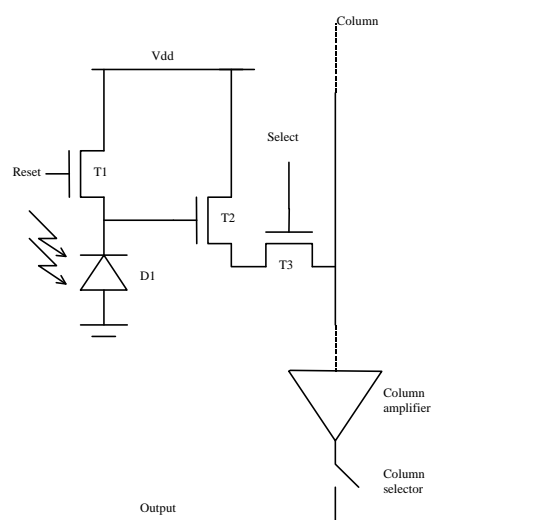 Column
Vdd
Select
Reset
T1
T2
T3
D1
Column
amplifier
Column
selector
Output